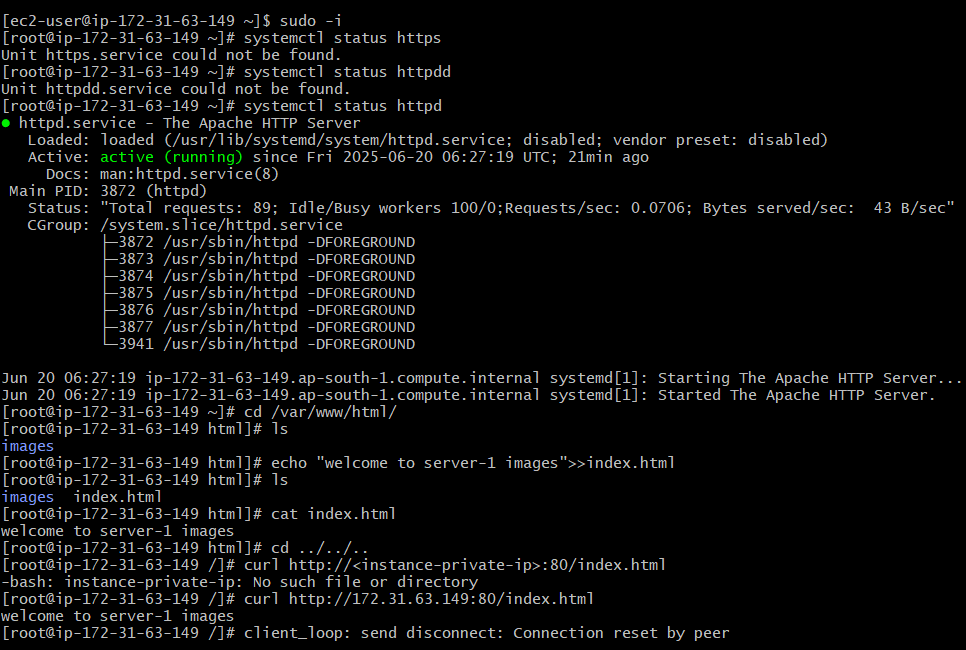 [ec2-user@ip-172-31-63-149 ~]$ sudo -i
[root@ip-172-31-63-149 ~]# systemctl status https
Unit https.service could not be found.
[root@ip-172-31-63-149 ~]# systemctl status httpdd
Unit httpdd.service could not be found.
[root@ip-172-31-63-149 ~]# systemctl status httpd
● httpd.service - The Apache HTTP Server
   Loaded: loaded (/usr/lib/systemd/system/httpd.service; disabled; vendor preset: disabled)
   Active: active (running) since Fri 2025-06-20 06:27:19 UTC; 21min ago
     Docs: man:httpd.service(8)
 Main PID: 3872 (httpd)
   Status: "Total requests: 89; Idle/Busy workers 100/0;Requests/sec: 0.0706; Bytes served/sec:  43 B/sec"
   CGroup: /system.slice/httpd.service
           ├─3872 /usr/sbin/httpd -DFOREGROUND
           ├─3873 /usr/sbin/httpd -DFOREGROUND
           ├─3874 /usr/sbin/httpd -DFOREGROUND
           ├─3875 /usr/sbin/httpd -DFOREGROUND
           ├─3876 /usr/sbin/httpd -DFOREGROUND
           ├─3877 /usr/sbin/httpd -DFOREGROUND
           └─3941 /usr/sbin/httpd -DFOREGROUND

Jun 20 06:27:19 ip-172-31-63-149.ap-south-1.compute.internal systemd[1]: Starting The Apache HTTP Server...
Jun 20 06:27:19 ip-172-31-63-149.ap-south-1.compute.internal systemd[1]: Started The Apache HTTP Server.
[root@ip-172-31-63-149 ~]# cd /var/www/html/
[root@ip-172-31-63-149 html]# ls
images
[root@ip-172-31-63-149 html]# echo "welcome to server-1 images">>index.html
[root@ip-172-31-63-149 html]# ls
images  index.html
[root@ip-172-31-63-149 html]# cat index.html
welcome to server-1 images
[root@ip-172-31-63-149 html]# cd ../../..
[root@ip-172-31-63-149 /]# curl http://<instance-private-ip>:80/index.html
-bash: instance-private-ip: No such file or directory
[root@ip-172-31-63-149 /]# curl http://172.31.63.149:80/index.html
welcome to server-1 images
[root@ip-172-31-63-149 /]# client_loop: send disconnect: Connection reset by peer